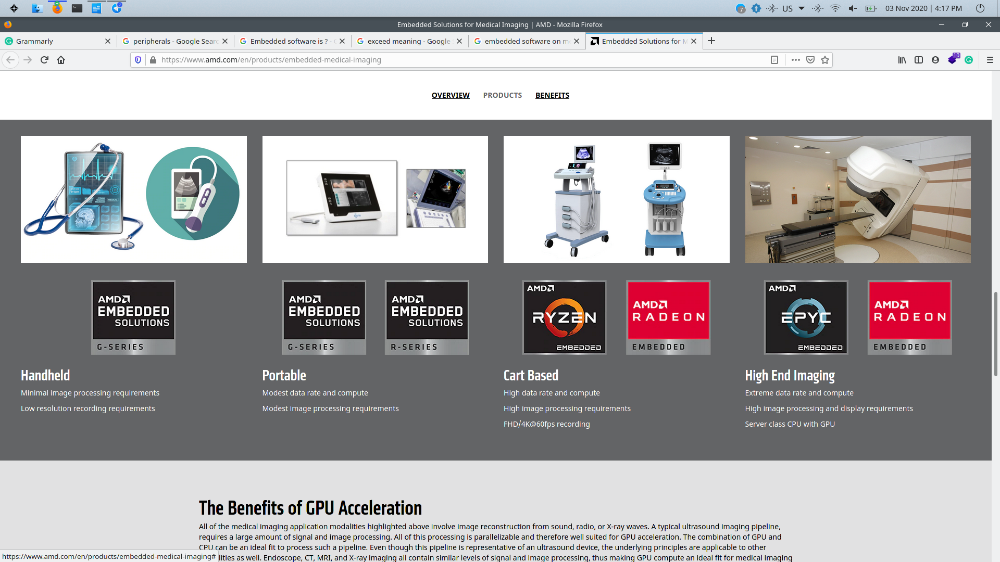 US
03 Nov 2020 | 4:17 PM
Embedded Solutions for Medical Imaging | AMD - Mozilla Firefox
Grammarly
peripherals - Google Searc
Embedded software is ? -
exceed meaning - Google
embedded software on m
Embedded Solutions for M
https://www.amd.com/en/products/embedded-medical-imaging
10
OVERVIEW PRODUCTS BENEFITS
AMD
EMBEDDED
SOLUTIONS
G-SERIES
AMD
EMBEDDED
SOLUTIONS
G-SERIES
AMD
EMBEDDED
SOLUTIONS
R-SERIES
AMD
RYZEN
EMBEDDED
AMD
RADEON
EMBEDDED
AMD
EPYC
EMBEDDED
AMD
RADEON
EMBEDDED
Handheld
Minimal image processing requirements
Low resolution recording requirements
Portable
Modest data rate and compute
Modest image processing requirements
Cart Based
High data rate and compute
High image processing requirements
FHD/4K@60fps recording
High End Imaging
Extreme data rate and compute
High image processing and display requirements
Server class CPU with GPU
The Benefits of GPU Acceleration
All of the medical imaging application modalities highlighted above involve image reconstruction from sound, radio, or X-ray waves. A typical ultrasound imaging pipeline,
requires a large amount of signal and image processing. All of this processing is parallelizable and therefore well suited for GPU acceleration. The combination of GPU and
CPU can be an ideal fit to process such a pipeline. Even though this pipeline is representative of an ultrasound device, the underlying principles are applicable to other
lities as well. Endoscope, CT, MRI, and X-ray imaging all contain similar levels of signal and image processing, thus making GPU compute an ideal fit for medical imaging
https://www.amd.com/en/products/embedded-medical-imaging#